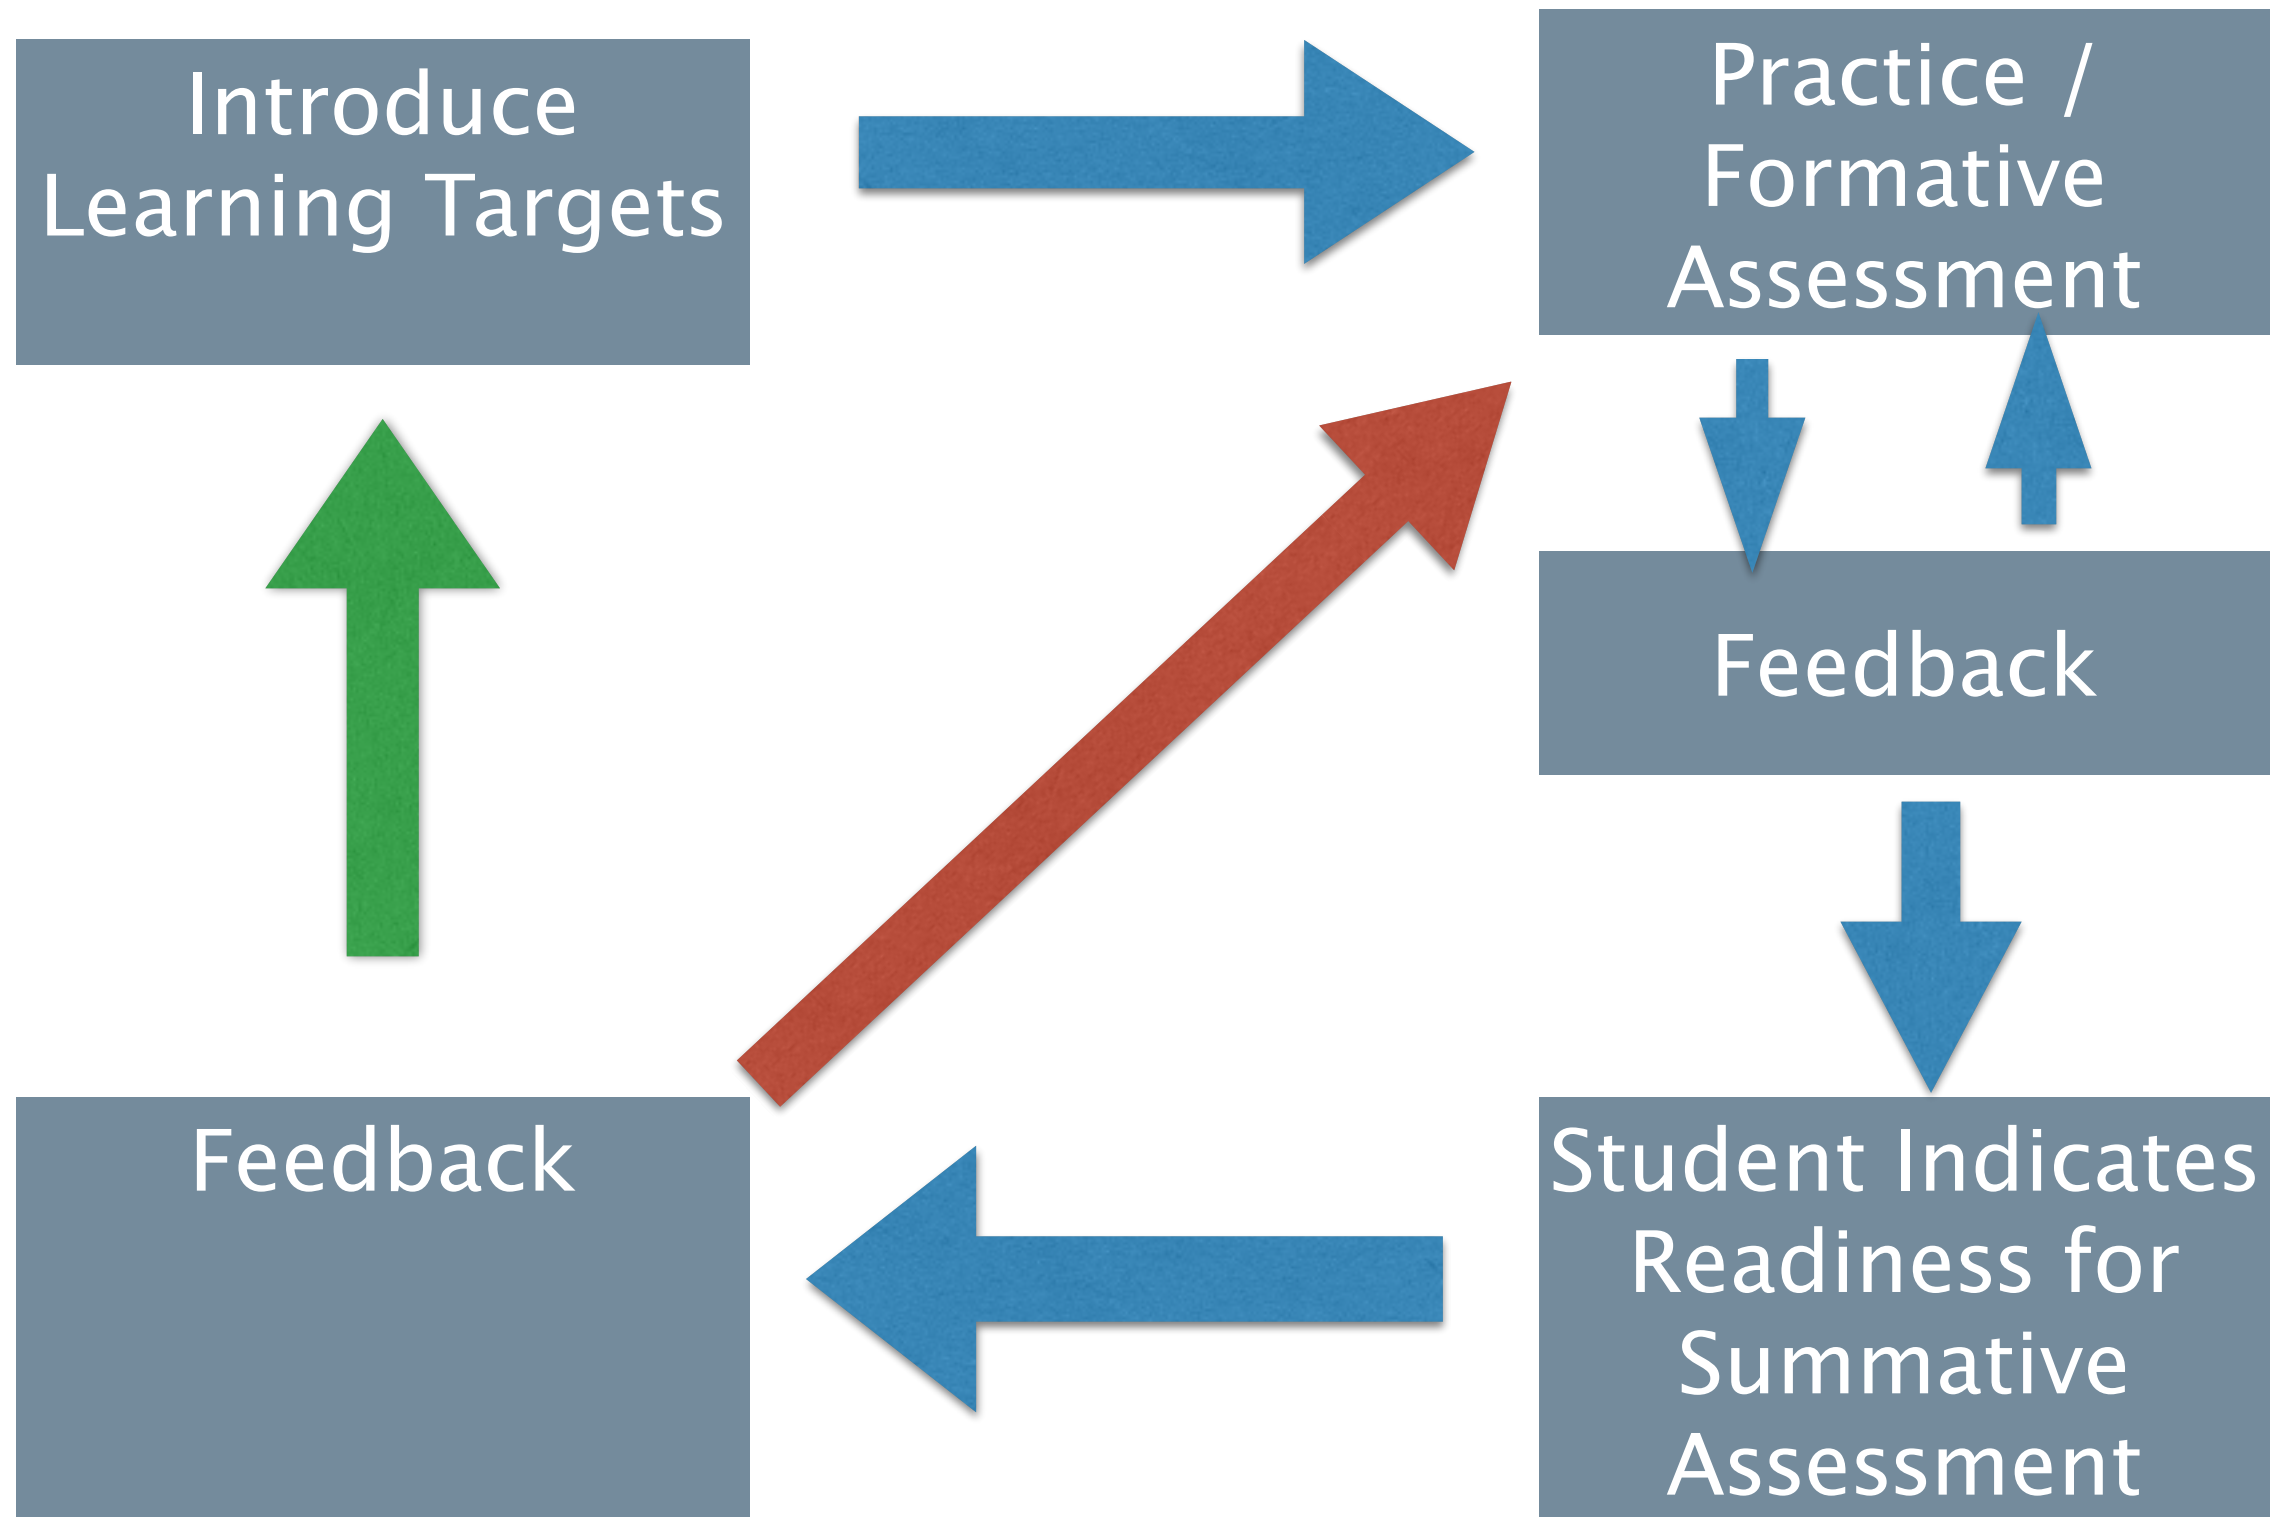 Introduce
Learning Targets
Practice /
Formative
Assessment
Feedback
Feedback
Student Indicates
Readiness for
Summative
Assessment